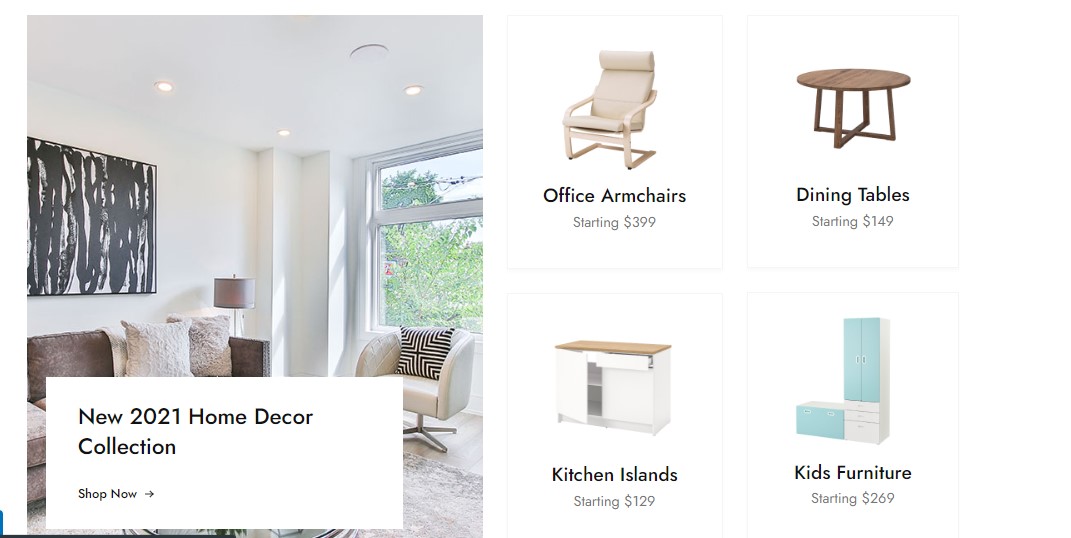 New 2021 Home Decor
Collection
Shop Now →
Office Armchairs
Starting $399
Dining Tables
Starting $149
Kitchen Islands
Starting $129
Kids Furniture
Starting $269